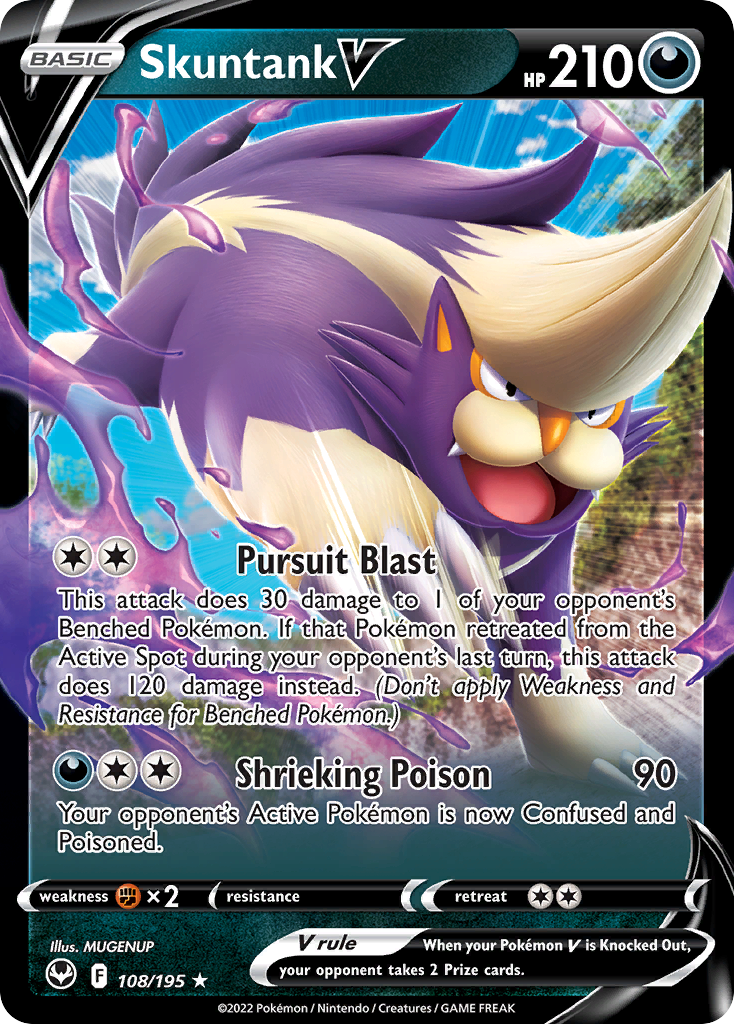 BASIC
Skuntank V
HP 210
Pursuit Blast
This attack does 30 damage to 1 of your opponent's
Benched Pokémon. If that Pokémon retreated from the
Active Spot during your opponent's last turn, this attack
does 120 damage instead. (Don't apply Weakness and
Resistance for Benched Pokémon.)
Shrieking Poison 90
Your opponent's Active Pokémon is now Confused and
Poisoned.
weakness ×2 resistance retreat
Illus. MUGENUP
V rule When your Pokémon V is Knocked Out,
your opponent takes 2 Prize cards.
F 108/195 ★
©2022 Pokémon / Nintendo / Creatures / GAME FREAK